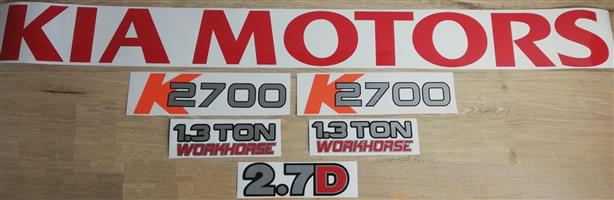 KIA MOTORS
K2700 K2700
1.3 TON 1.3 TON
WORKHORSE WORKHORSE
2.7D